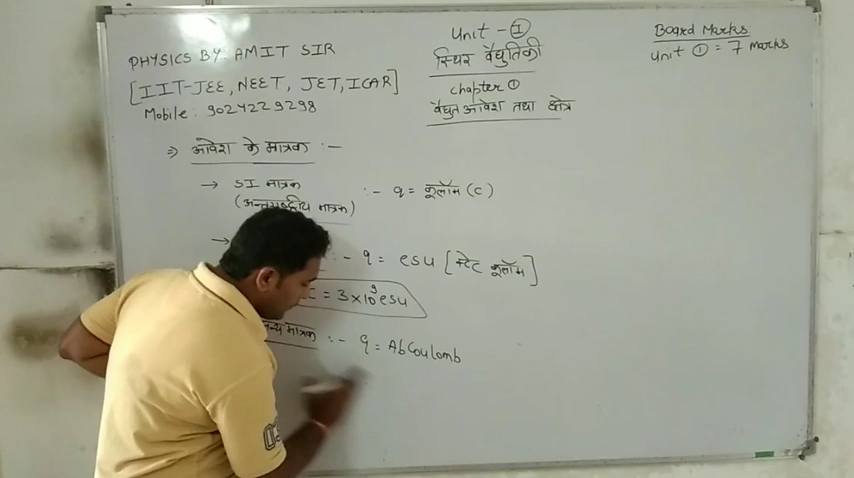 PHYSICS BY AMIT SIR
[IIT-JEE, NEET, JET, ICAR]
Mobile. 9024229298
Unit - I
स्थिर वैद्युतिकी
chapter ①
वैद्युत आवेश तथा क्षेत्र
Board Marks
Unit ① = 7 marks
⇒ आवेश के मात्रक :-
→ SI मात्रक :- q = कूलॉम (C)
(अन्तर्राष्ट्रीय मात्रक)
→ :- q = esu [स्टेट कूलॉम]
C = 3×10⁹ esu
मात्रक :- q = AbCoulomb